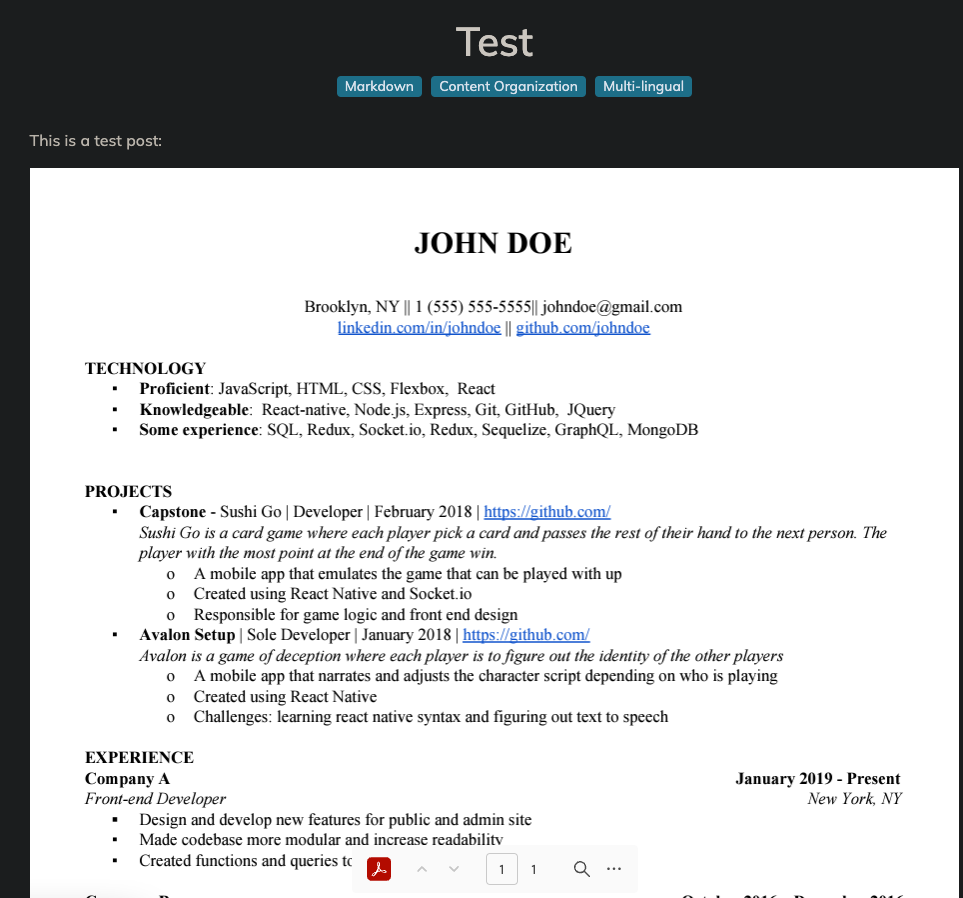 Test
Markdown Content Organization Multi-lingual
This is a test post:
JOHN DOE
Brooklyn, NY || 1 (555) 555-5555|| johndoe@gmail.com
linkedin.com/in/johndoe || github.com/johndoe
TECHNOLOGY
▪ Proficient: JavaScript, HTML, CSS, Flexbox, React
▪ Knowledgeable: React-native, Node.js, Express, Git, GitHub, JQuery
▪ Some experience: SQL, Redux, Socket.io, Redux, Sequelize, GraphQL, MongoDB
PROJECTS
▪ Capstone - Sushi Go | Developer | February 2018 | https://github.com/
Sushi Go is a card game where each player pick a card and passes the rest of their hand to the next person. The
player with the most point at the end of the game win.
o A mobile app that emulates the game that can be played with up
o Created using React Native and Socket.io
o Responsible for game logic and front end design
▪ Avalon Setup | Sole Developer | January 2018 | https://github.com/
Avalon is a game of deception where each player is to figure out the identity of the other players
o A mobile app that narrates and adjusts the character script depending on who is playing
o Created using React Native
o Challenges: learning react native syntax and figuring out text to speech
EXPERIENCE
Company A January 2019 - Present
Front-end Developer New York, NY
▪ Design and develop new features for public and admin site
▪ Made codebase more modular and increase readability
▪ Created functions and queries to
1 1